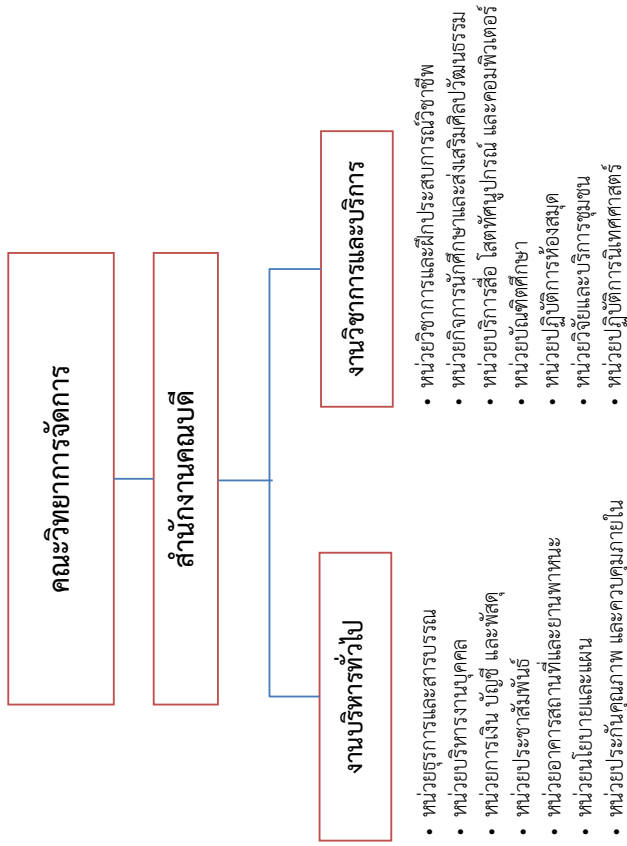 คณะวิทยาการจัดการ
สำนักงานคณบดี
งานบริหารทั่วไป
• หน่วยธุรการและสารบรรณ
• หน่วยบริหารงานบุคคล
• หน่วยการเงิน บัญชี และพัสดุ
• หน่วยประชาสัมพันธ์
• หน่วยอาคารสถานที่และยานพาหนะ
• หน่วยนโยบายและแผน
• หน่วยประกันคุณภาพ และควบคุมภายใน
งานวิชาการและบริการ
• หน่วยวิชาการและฝึกประสบการณ์วิชาชีพ
• หน่วยกิจการนักศึกษาและส่งเสริมศิลปวัฒนธรรม
• หน่วยบริการสื่อ โสตทัศนูปกรณ์ และคอมพิวเตอร์
• หน่วยบัณฑิตศึกษา
• หน่วยปฏิบัติการห้องสมุด
• หน่วยวิจัยและบริการชุมชน
• หน่วยปฏิบัติการนิเทศศาสตร์